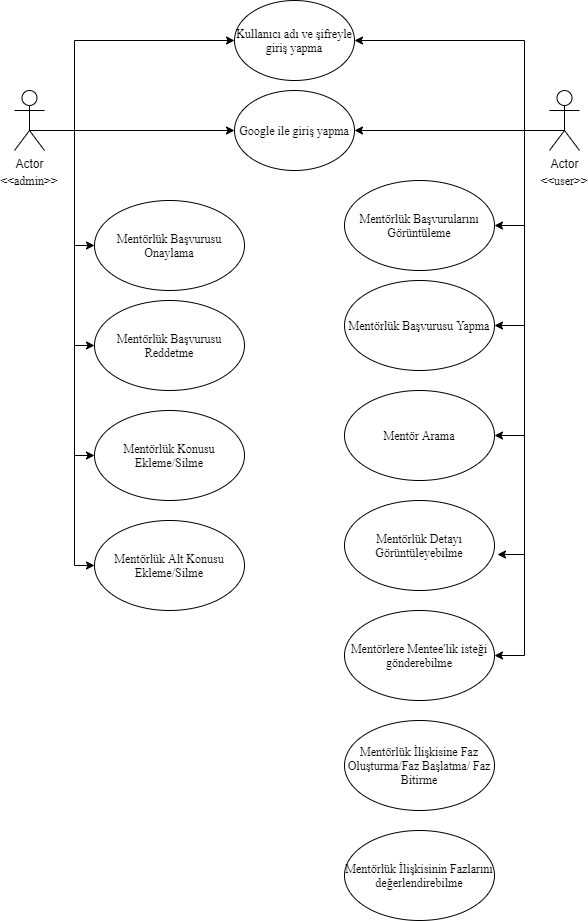 Kullanıcı adı ve şifreyle
giriş yapma
Google ile giriş yapma
Actor
<<admin>>
Actor
<<user>>
Mentörlük Başvurusu
Onaylama
Mentörlük Başvurularını
Görüntüleme
Mentörlük Başvurusu
Reddetme
Mentörlük Başvurusu Yapma
Mentörlük Konusu
Ekleme/Silme
Mentör Arama
Mentörlük Alt Konusu
Ekleme/Silme
Mentörlük Detayı
Görüntüleyebilme
Mentörlere Mentee'lik isteği
gönderebilme
Mentörlük İlişkisine Faz
Oluşturma/Faz Başlatma/ Faz
Bitirme
Mentörlük İlişkisinin Fazlarını
değerlendirebilme